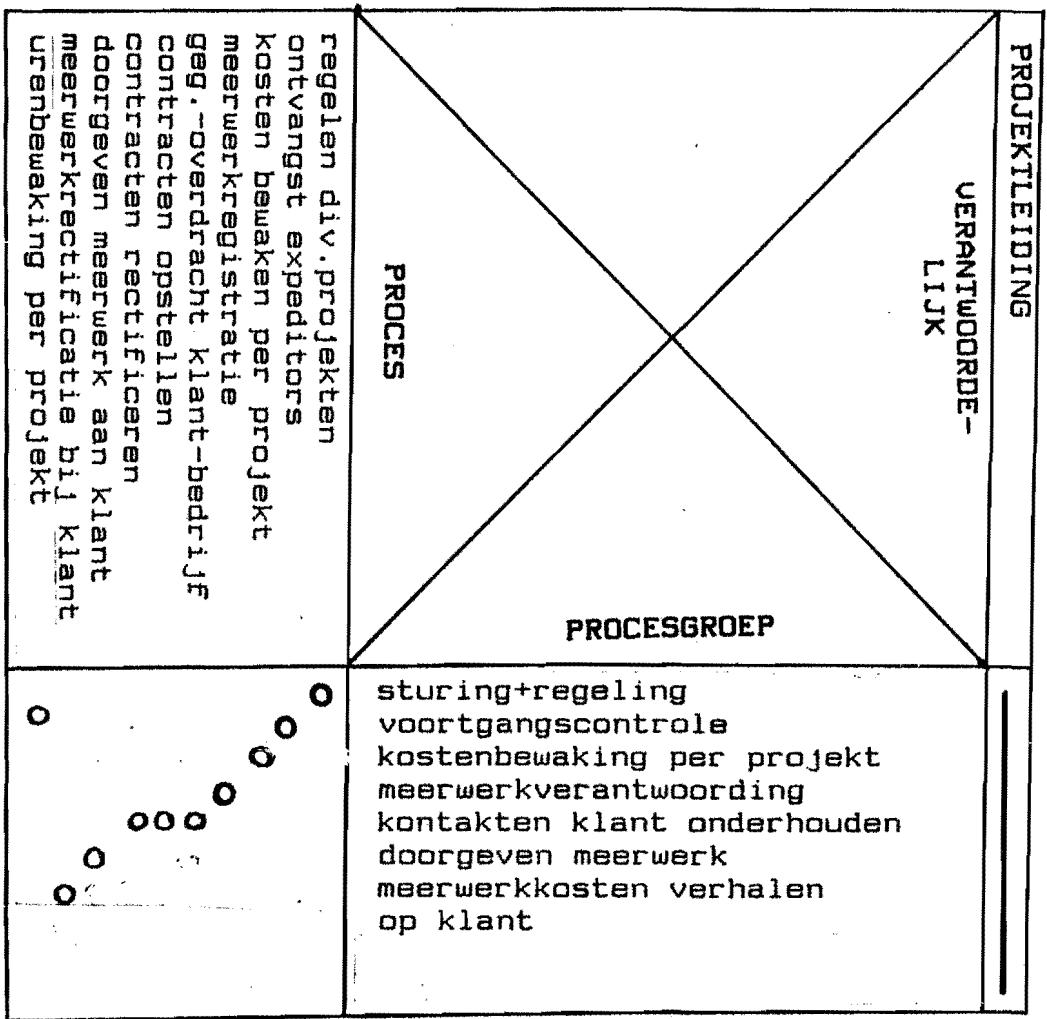 PROJEKTLEIDING
VERANTWOORDE-
LIJK
PROCES
PROCESGROEP
regelen div.projekten
ontvangst expeditors
kosten bewaken per projekt
meerwerkregistratie
geg.-overdracht klant-bedrijf
contracten opstellen
contracten rectificeren
doorgeven meerwerk aan klant
meerwerkrectificatie bij klant
urenbewaking per projekt
sturing+regeling
voortgangscontrole
kostenbewaking per projekt
meerwerkverantwoording
kontakten klant onderhouden
doorgeven meerwerk
meerwerkkosten verhalen
op klant